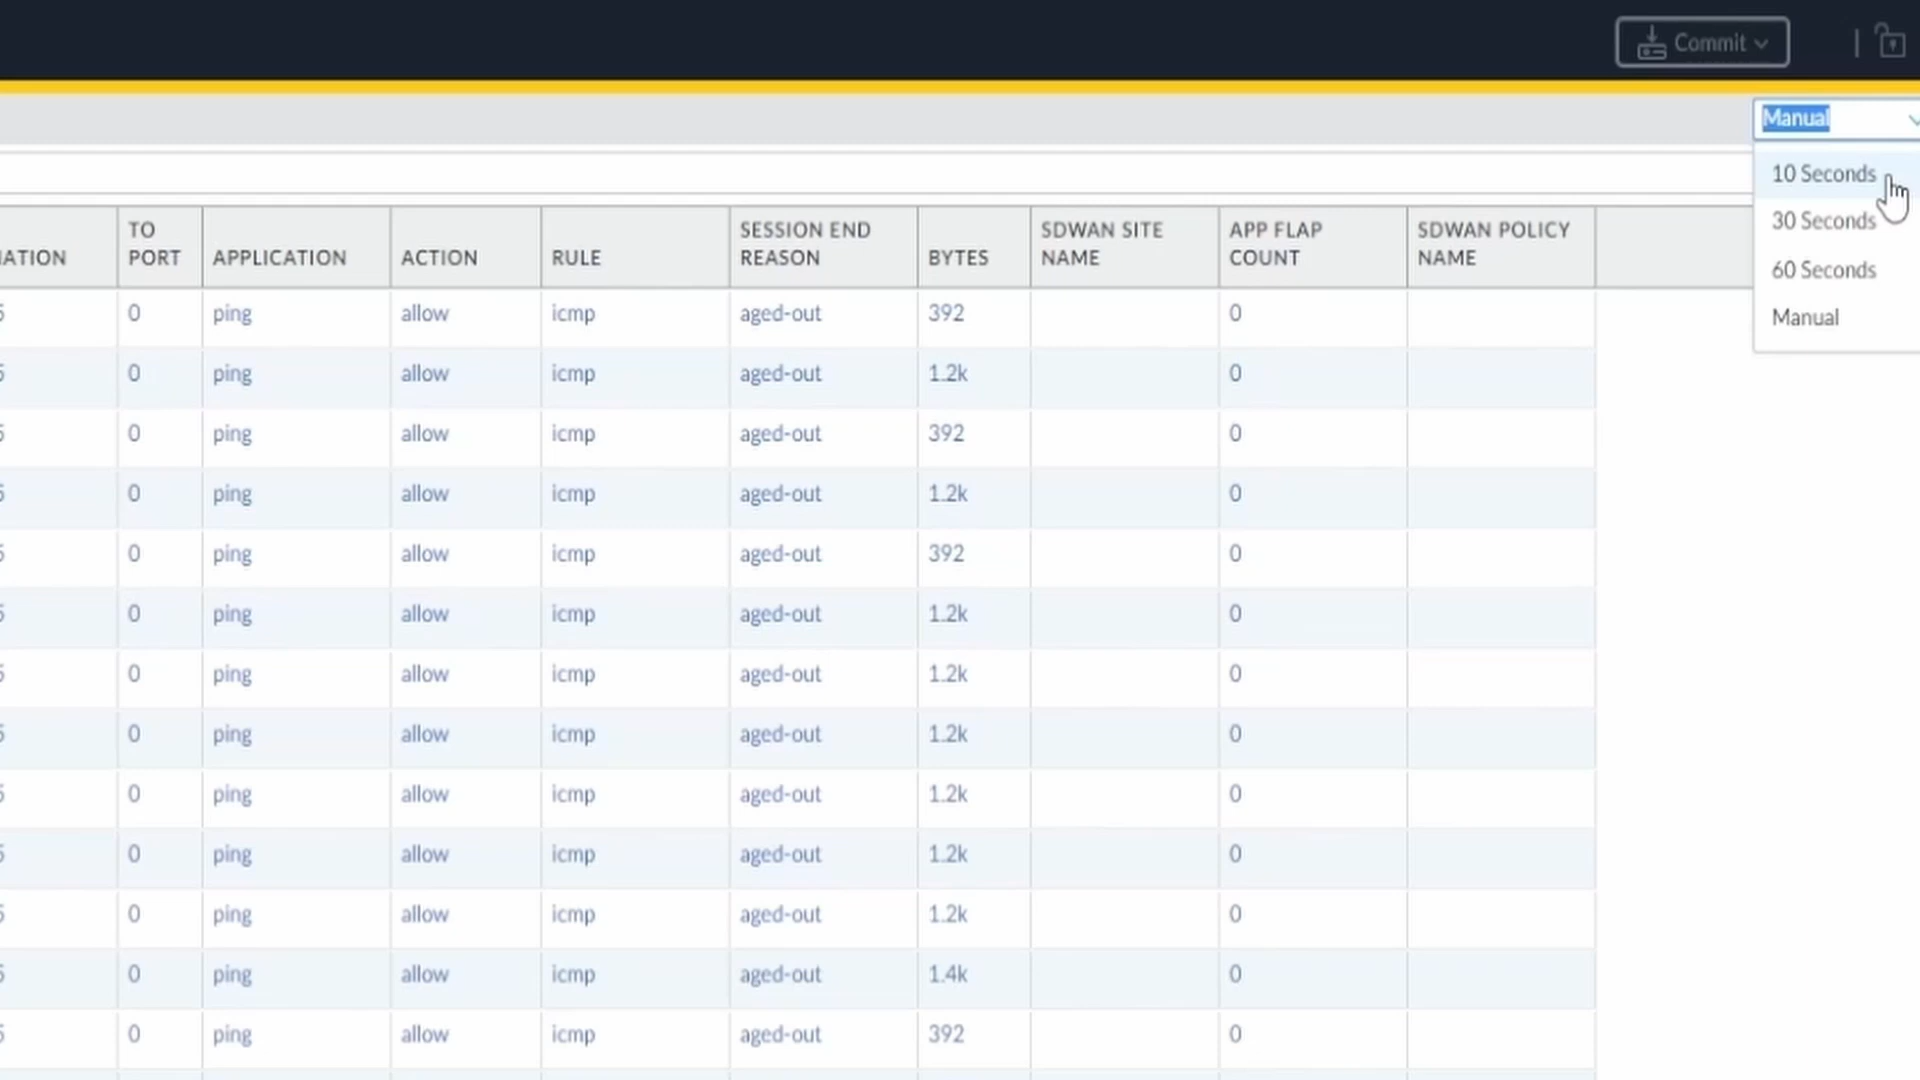 Commit
Manual
10 Seconds
30 Seconds
60 Seconds
Manual
TO PORT APPLICATION ACTION RULE SESSION END REASON BYTES SDWAN SITE NAME APP FLAP COUNT SDWAN POLICY NAME
0 ping allow icmp aged-out 392 0
0 ping allow icmp aged-out 1.2k 0
0 ping allow icmp aged-out 392 0
0 ping allow icmp aged-out 1.2k 0
0 ping allow icmp aged-out 392 0
0 ping allow icmp aged-out 1.2k 0
0 ping allow icmp aged-out 1.2k 0
0 ping allow icmp aged-out 1.2k 0
0 ping allow icmp aged-out 1.2k 0
0 ping allow icmp aged-out 1.2k 0
0 ping allow icmp aged-out 1.2k 0
0 ping allow icmp aged-out 1.4k 0
0 ping allow icmp aged-out 392 0